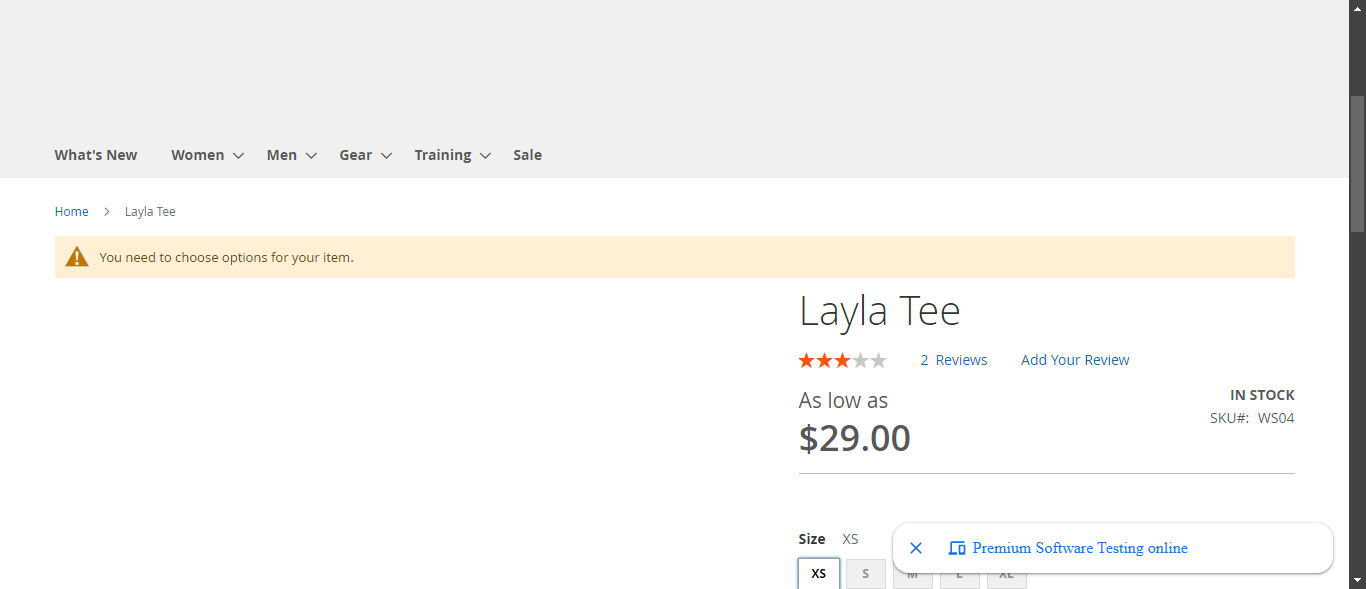 What's New Women Men Gear Training Sale
Home Layla Tee
You need to choose options for your item.
Layla Tee
2 Reviews Add Your Review
As low as
IN STOCK
$29.00
SKU#: WS04
Size XS
Premium Software Testing online
XS S M L XL